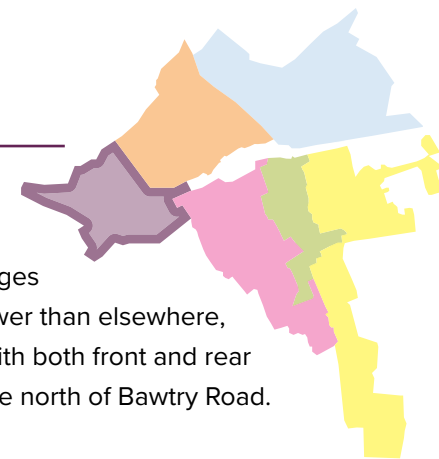 ges
wer than elsewhere,
ith both front and rear
e north of Bawtry Road.